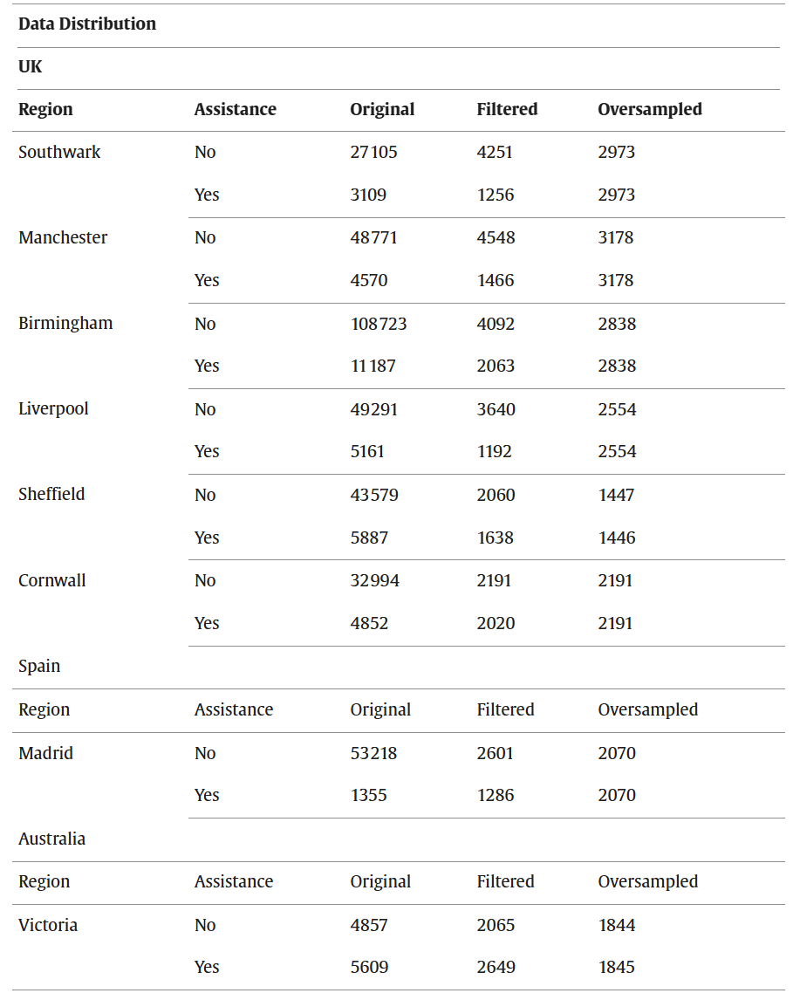 Data Distribution
UK
Region Assistance Original Filtered Oversampled
Southwark No 27105 4251 2973
Yes 3109 1256 2973
Manchester No 48771 4548 3178
Yes 4570 1466 3178
Birmingham No 108723 4092 2838
Yes 11187 2063 2838
Liverpool No 49291 3640 2554
Yes 5161 1192 2554
Sheffield No 43579 2060 1447
Yes 5887 1638 1446
Cornwall No 32994 2191 2191
Yes 4852 2020 2191
Spain
Region Assistance Original Filtered Oversampled
Madrid No 53218 2601 2070
Yes 1355 1286 2070
Australia
Region Assistance Original Filtered Oversampled
Victoria No 4857 2065 1844
Yes 5609 2649 1845